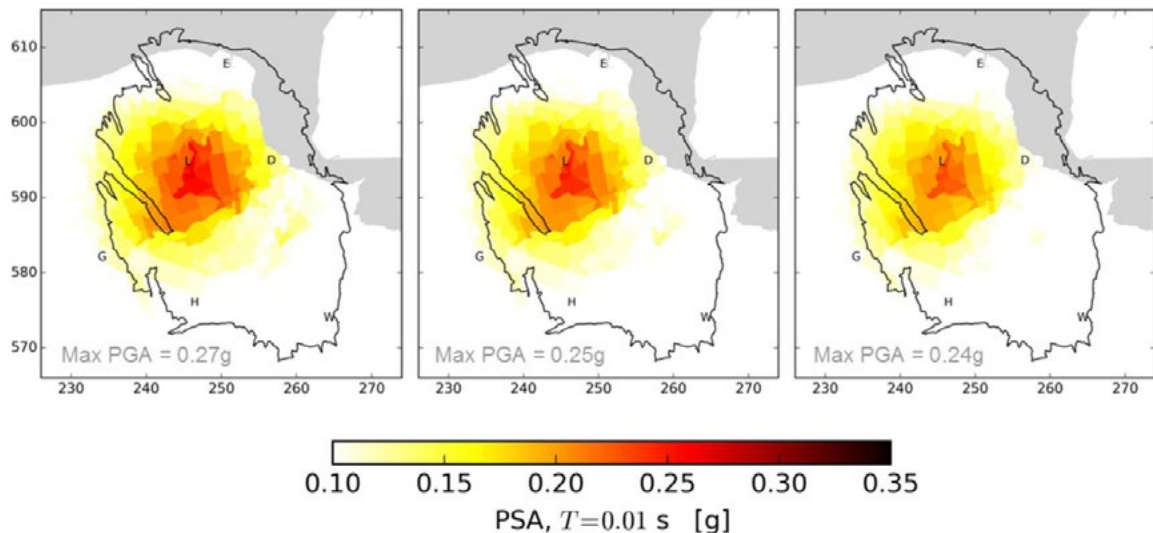 610
600
590
580
570
E
L
D
G
H
W
Max PGA = 0.27g
230
240
250
260
270
E
L
D
G
H
W
Max PGA = 0.25g
230
240
250
260
270
E
L
D
G
H
W
Max PGA = 0.24g
230
240
250
260
270
0.10 0.15 0.20 0.25 0.30 0.35
PSA, T=0.01 s [g]